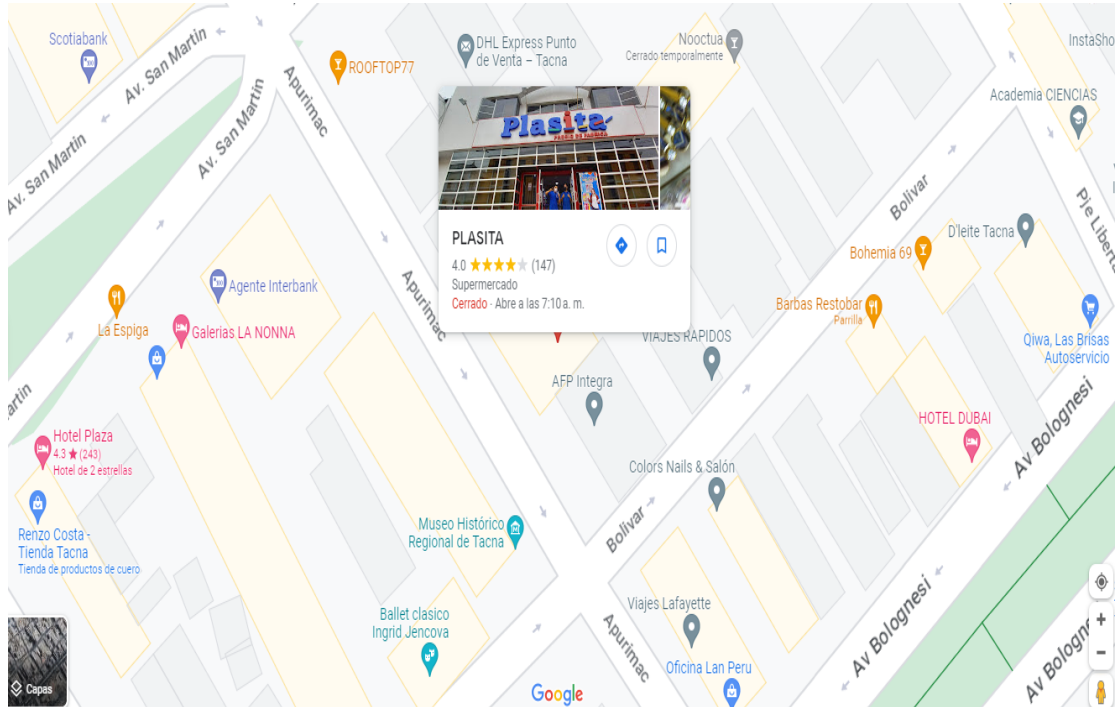 Scotiabank
Av. San Martin
Av. San Martin
Av. San Martin
artin
Apurimac
ROOFTOP77
DHL Express Punto
de Venta – Tacna
Nooctua
Cerrado temporalmente
InstaSho
Academia CIENCIAS
Plasita
PLASITA
4.0 (147)
Supermercado
Cerrado · Abre a las 7:10 a. m.
Bolivar
Pje Liberta
D'leite Tacna
Bohemia 69
Barbas Restobar
Parrilla
Qiwa, Las Brisas
Autoservicio
Agente Interbank
Apurimac
La Espiga
Galerias LA NONNA
VIAJES RAPIDOS
AFP Integra
HOTEL DUBAI
Av Bolognesi
Hotel Plaza
4.3 ★ (243)
Hotel de 2 estrellas
Colors Nails & Salón
Renzo Costa -
Tienda Tacna
Tienda de productos de cuero
Museo Histórico
Regional de Tacna
Bolivar
Ballet clasico
Ingrid Jencova
Viajes Lafayette
Apurimac
Oficina Lan Peru
Av Bolognesi
Av Bologne
Capas
Google